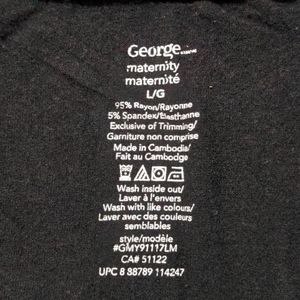 George
maternity
maternité
L/G
95% Rayon/Rayonne
5% Spandex/Élasthanne
Exclusive of Trimming/
Garniture non comprise
Made in Cambodia/
Fait au Cambodge
Wash inside out/
Laver à l'envers
Wash with like colours/
Laver avec des couleurs
semblables
style/modèle
#GMY91117LM
CA# 51122
UPC 8 88789 114247